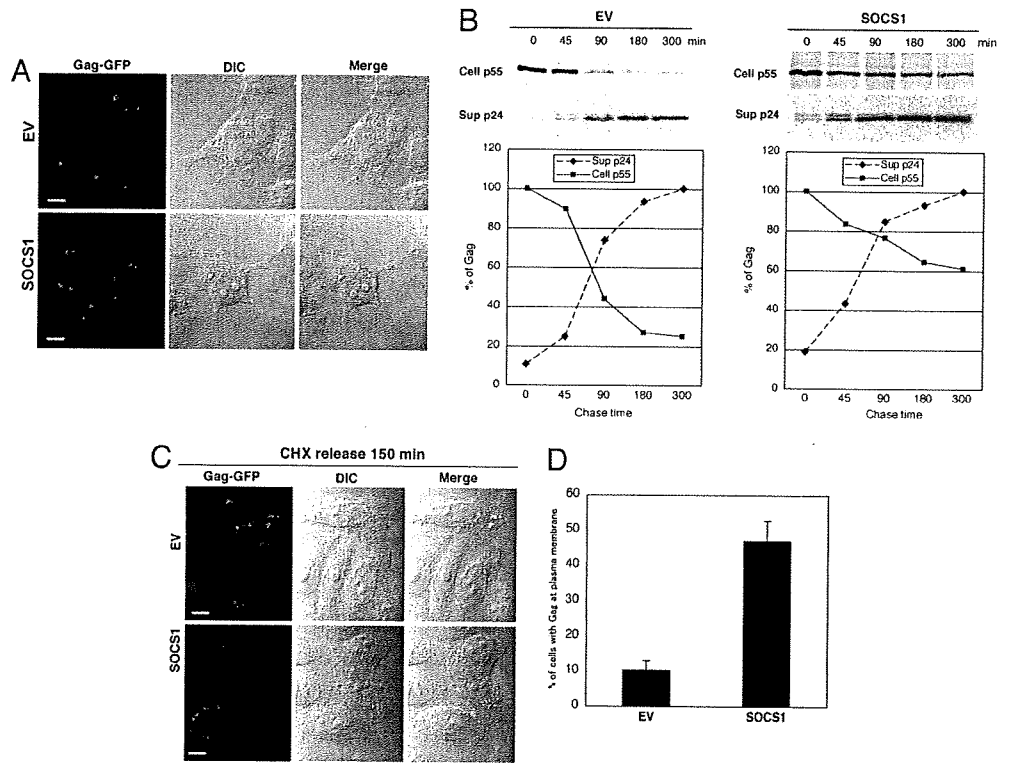 A
Gag-GFP DIC Merge
EV
SOCS1
B
EV
0 45 90 180 300 min
Cell p55
Sup p24
120
100
80
60
40
20
0
% of Gag
Sup p24
Cell p55
0 45 90 180 300
Chase time
SOCS1
0 45 90 180 300 min
Cell p55
Sup p24
120
100
80
60
40
20
0
% of Gag
Sup p24
Cell p55
0 45 90 180 300
Chase time
C
CHX release 150 min
Gag-GFP DIC Merge
EV
SOCS1
D
60
50
40
30
20
10
0
% of cells with Gag at plasma membrane
EV SOCS1